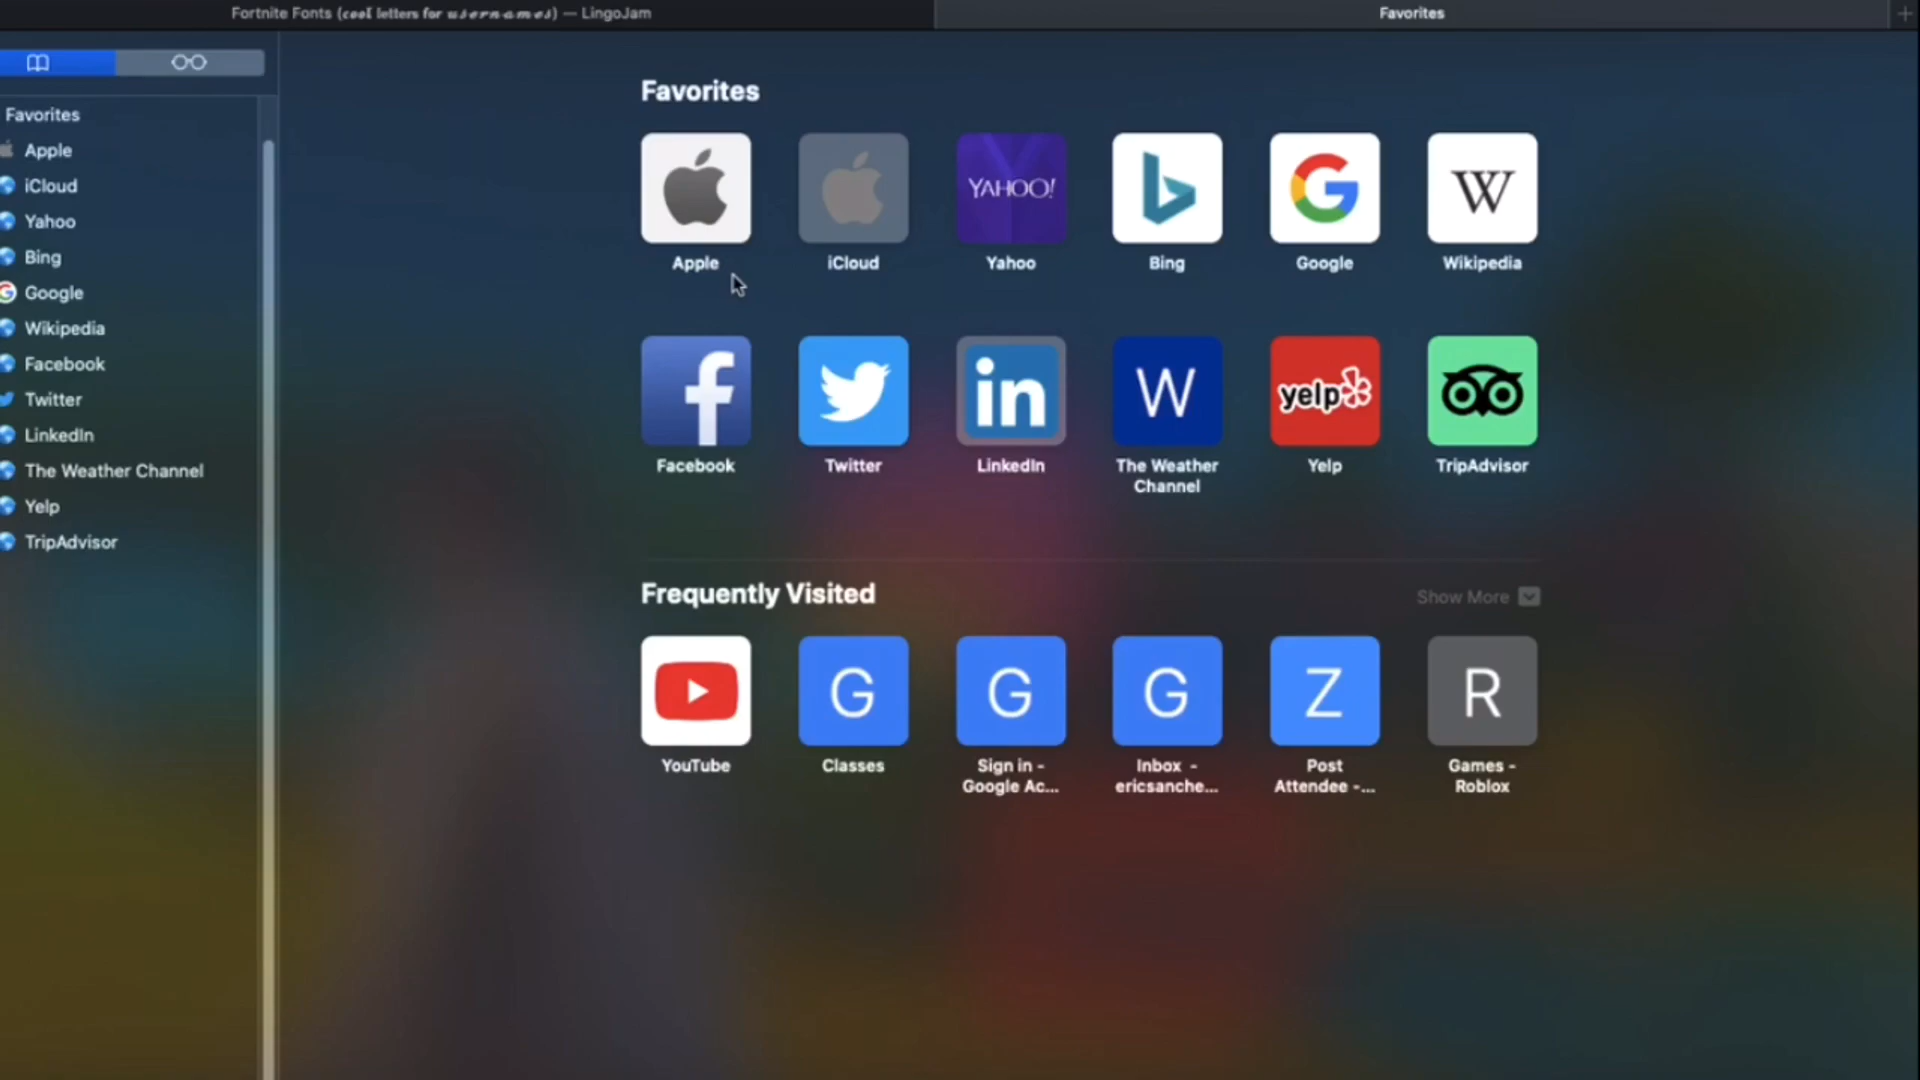 Fortnite Fonts (𝖈𝖔𝖔𝖑 letters for 𝓾𝓼𝓮𝓻𝓷𝓪𝓶𝓮𝓼) — LingoJam
Favorites
Favorites
Apple
iCloud
Yahoo
Bing
Google
Wikipedia
Facebook
Twitter
LinkedIn
The Weather Channel
Yelp
TripAdvisor
Favorites
YAHOO!
G
W
Apple
iCloud
Yahoo
Bing
Google
Wikipedia
f
in
W
yelp
Facebook
Twitter
LinkedIn
The Weather
Channel
Yelp
TripAdvisor
Frequently Visited
Show More
G
G
G
Z
R
YouTube
Classes
Sign in -
Google Ac...
Inbox -
ericsanche...
Post
Attendee -...
Games -
Roblox